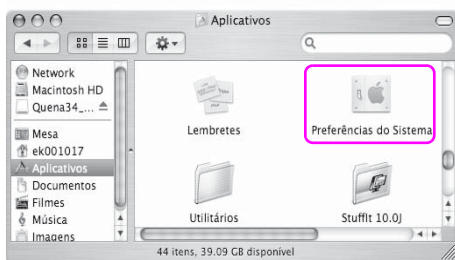 Aplicativos
Network
Macintosh HD
Quena34_...
Mesa
ek001017
Aplicativos
Documentos
Filmes
Música
Imagens
Lembretes
Preferências do Sistema
Utilitários
StuffIt 10.0J
44 itens, 39.09 GB disponível